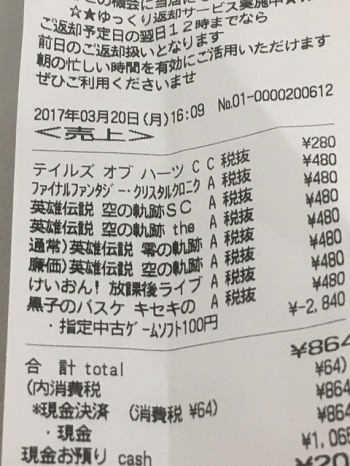 の機会に当店に
☆☆ゆっくり返却サービス実施中☆
ご返却予定日の翌日12時までなら
前日のご返却扱いとなります
朝の忙しい時間を有効にご活用いただけます
ぜひご利用くださいませ
2017年03月20日(月)16:09 No.01-0000200612
<売上>
テイルズ オブ ハーツ C C 税抜 ¥280
ファイナルファンタジー・クリスタルクロニク A 税抜 ¥480
英雄伝説 空の軌跡SC A 税抜 ¥480
英雄伝説 空の軌跡 the A 税抜 ¥480
通常)英雄伝説 零の軌跡 A 税抜 ¥480
廉価)英雄伝説 空の軌跡 A 税抜 ¥480
けいおん! 放課後ライブ A 税抜 ¥480
黒子のバスケ キセキの A 税抜 ¥480
・指定中古ゲームソフト100円 ¥-2,840
合 計 total ¥864
(内消費税 ¥64)
*現金決済 (消費税 ¥64) ¥864
・現金 ¥864
現金お預り cash ¥1,06